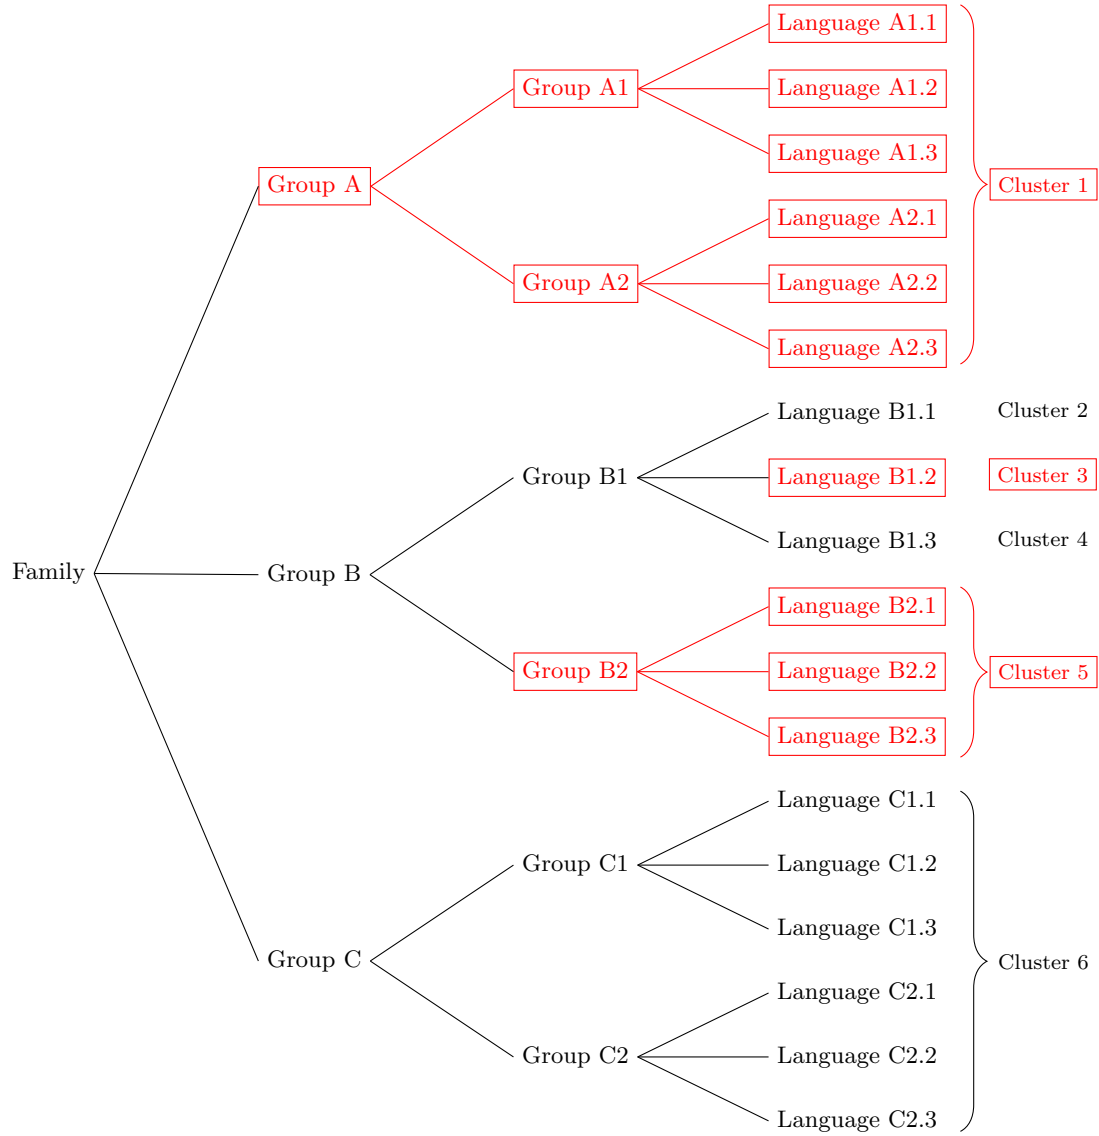 Language A1.1
Group A1
Language A1.2
Language A1.3
Group A
Cluster 1
Language A2.1
Group A2
Language A2.2
Language A2.3
Language B1.1
Cluster 2
Group B1
Language B1.2
Cluster 3
Language B1.3
Cluster 4
Family
Group B
Language B2.1
Group B2
Language B2.2
Cluster 5
Language B2.3
Language C1.1
Group C1
Language C1.2
Language C1.3
Group C
Cluster 6
Language C2.1
Group C2
Language C2.2
Language C2.3